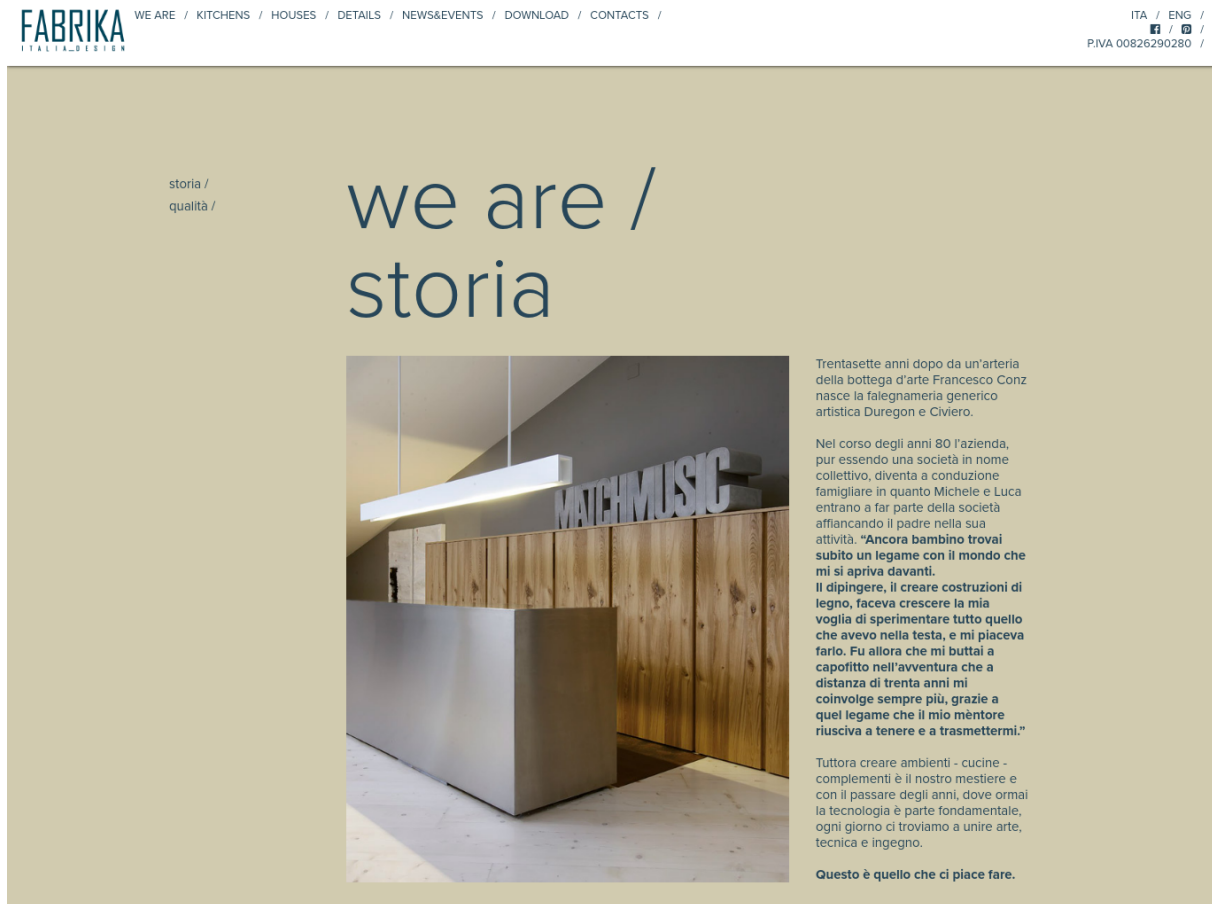 FABRIKA
ITALIA_DESIGN
WE ARE / KITCHENS / HOUSES / DETAILS / NEWS&EVENTS / DOWNLOAD / CONTACTS /
ITA / ENG /
/ /
P.IVA 00826290280 /
storia /
qualità /
we are /
storia
MATCHMUSIC
Trentasette anni dopo da un'arteria
della bottega d'arte Francesco Conz
nasce la falegnameria generico
artistica Duregon e Civiero.
Nel corso degli anni 80 l'azienda,
pur essendo una società in nome
collettivo, diventa a conduzione
famigliare in quanto Michele e Luca
entrano a far parte della società
affiancando il padre nella sua
attività. “Ancora bambino trovai
subito un legame con il mondo che
mi si apriva davanti.
Il dipingere, il creare costruzioni di
legno, faceva crescere la mia
voglia di sperimentare tutto quello
che avevo nella testa, e mi piaceva
farlo. Fu allora che mi buttai a
capofitto nell'avventura che a
distanza di trenta anni mi
coinvolge sempre più, grazie a
quel legame che il mio mèntore
riusciva a tenere e a trasmettermi.”
Tuttora creare ambienti - cucine -
complementi è il nostro mestiere e
con il passare degli anni, dove ormai
la tecnologia è parte fondamentale,
ogni giorno ci troviamo a unire arte,
tecnica e ingegno.
Questo è quello che ci piace fare.